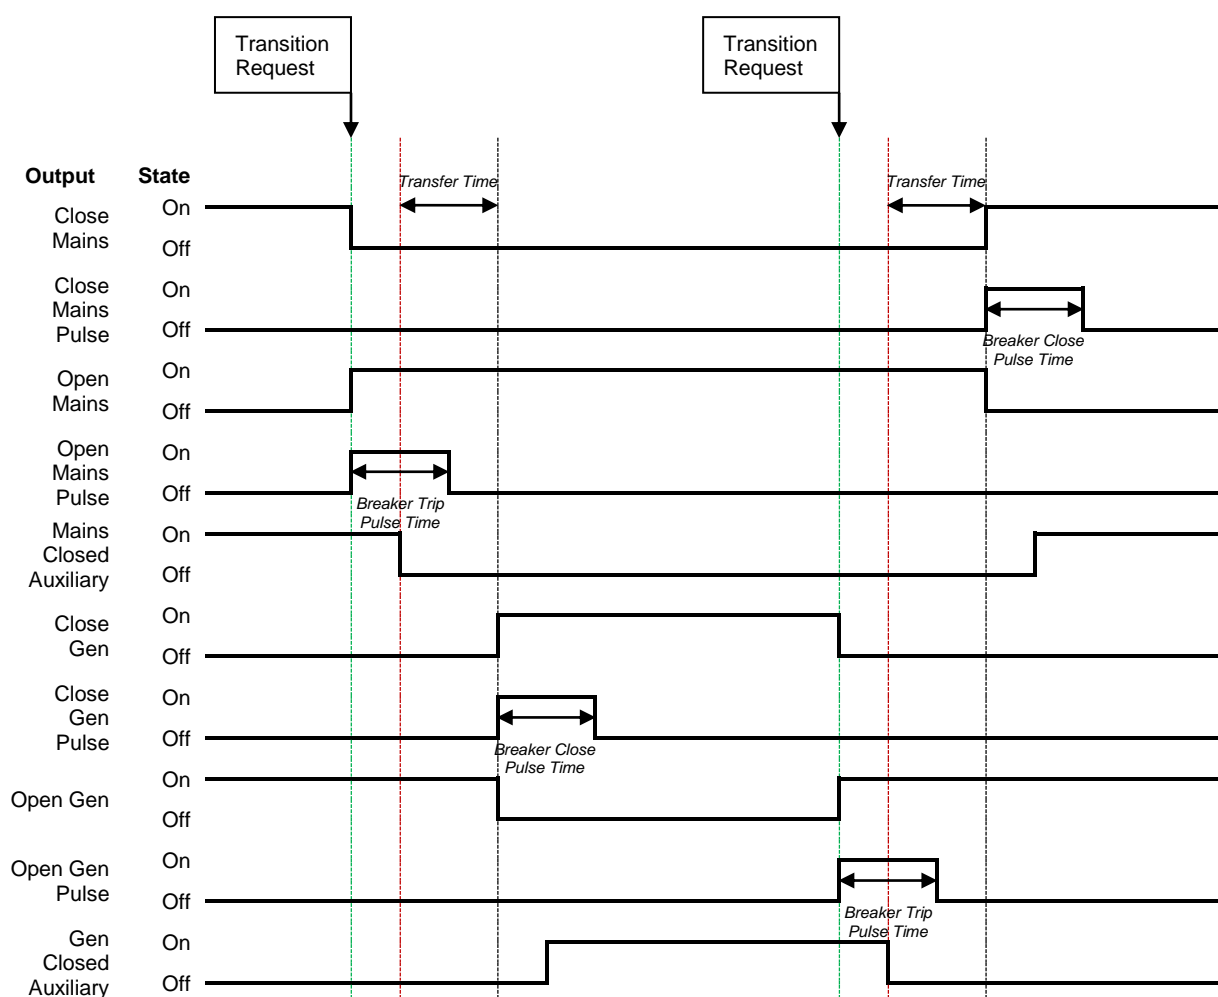 Transition
Request
Transition
Request
Output
State
Transfer Time
Transfer Time
Close
Mains
On
Off
Close
Mains
Pulse
On
Off
Breaker Close
Pulse Time
Open
Mains
On
Off
Open
Mains
Pulse
On
Off
Breaker Trip
Pulse Time
Mains
Closed
Auxiliary
On
Off
Close
Gen
On
Off
Close
Gen
Pulse
On
Off
Breaker Close
Pulse Time
Open Gen
On
Off
Open Gen
Pulse
On
Off
Breaker Trip
Pulse Time
Gen
Closed
Auxiliary
On
Off